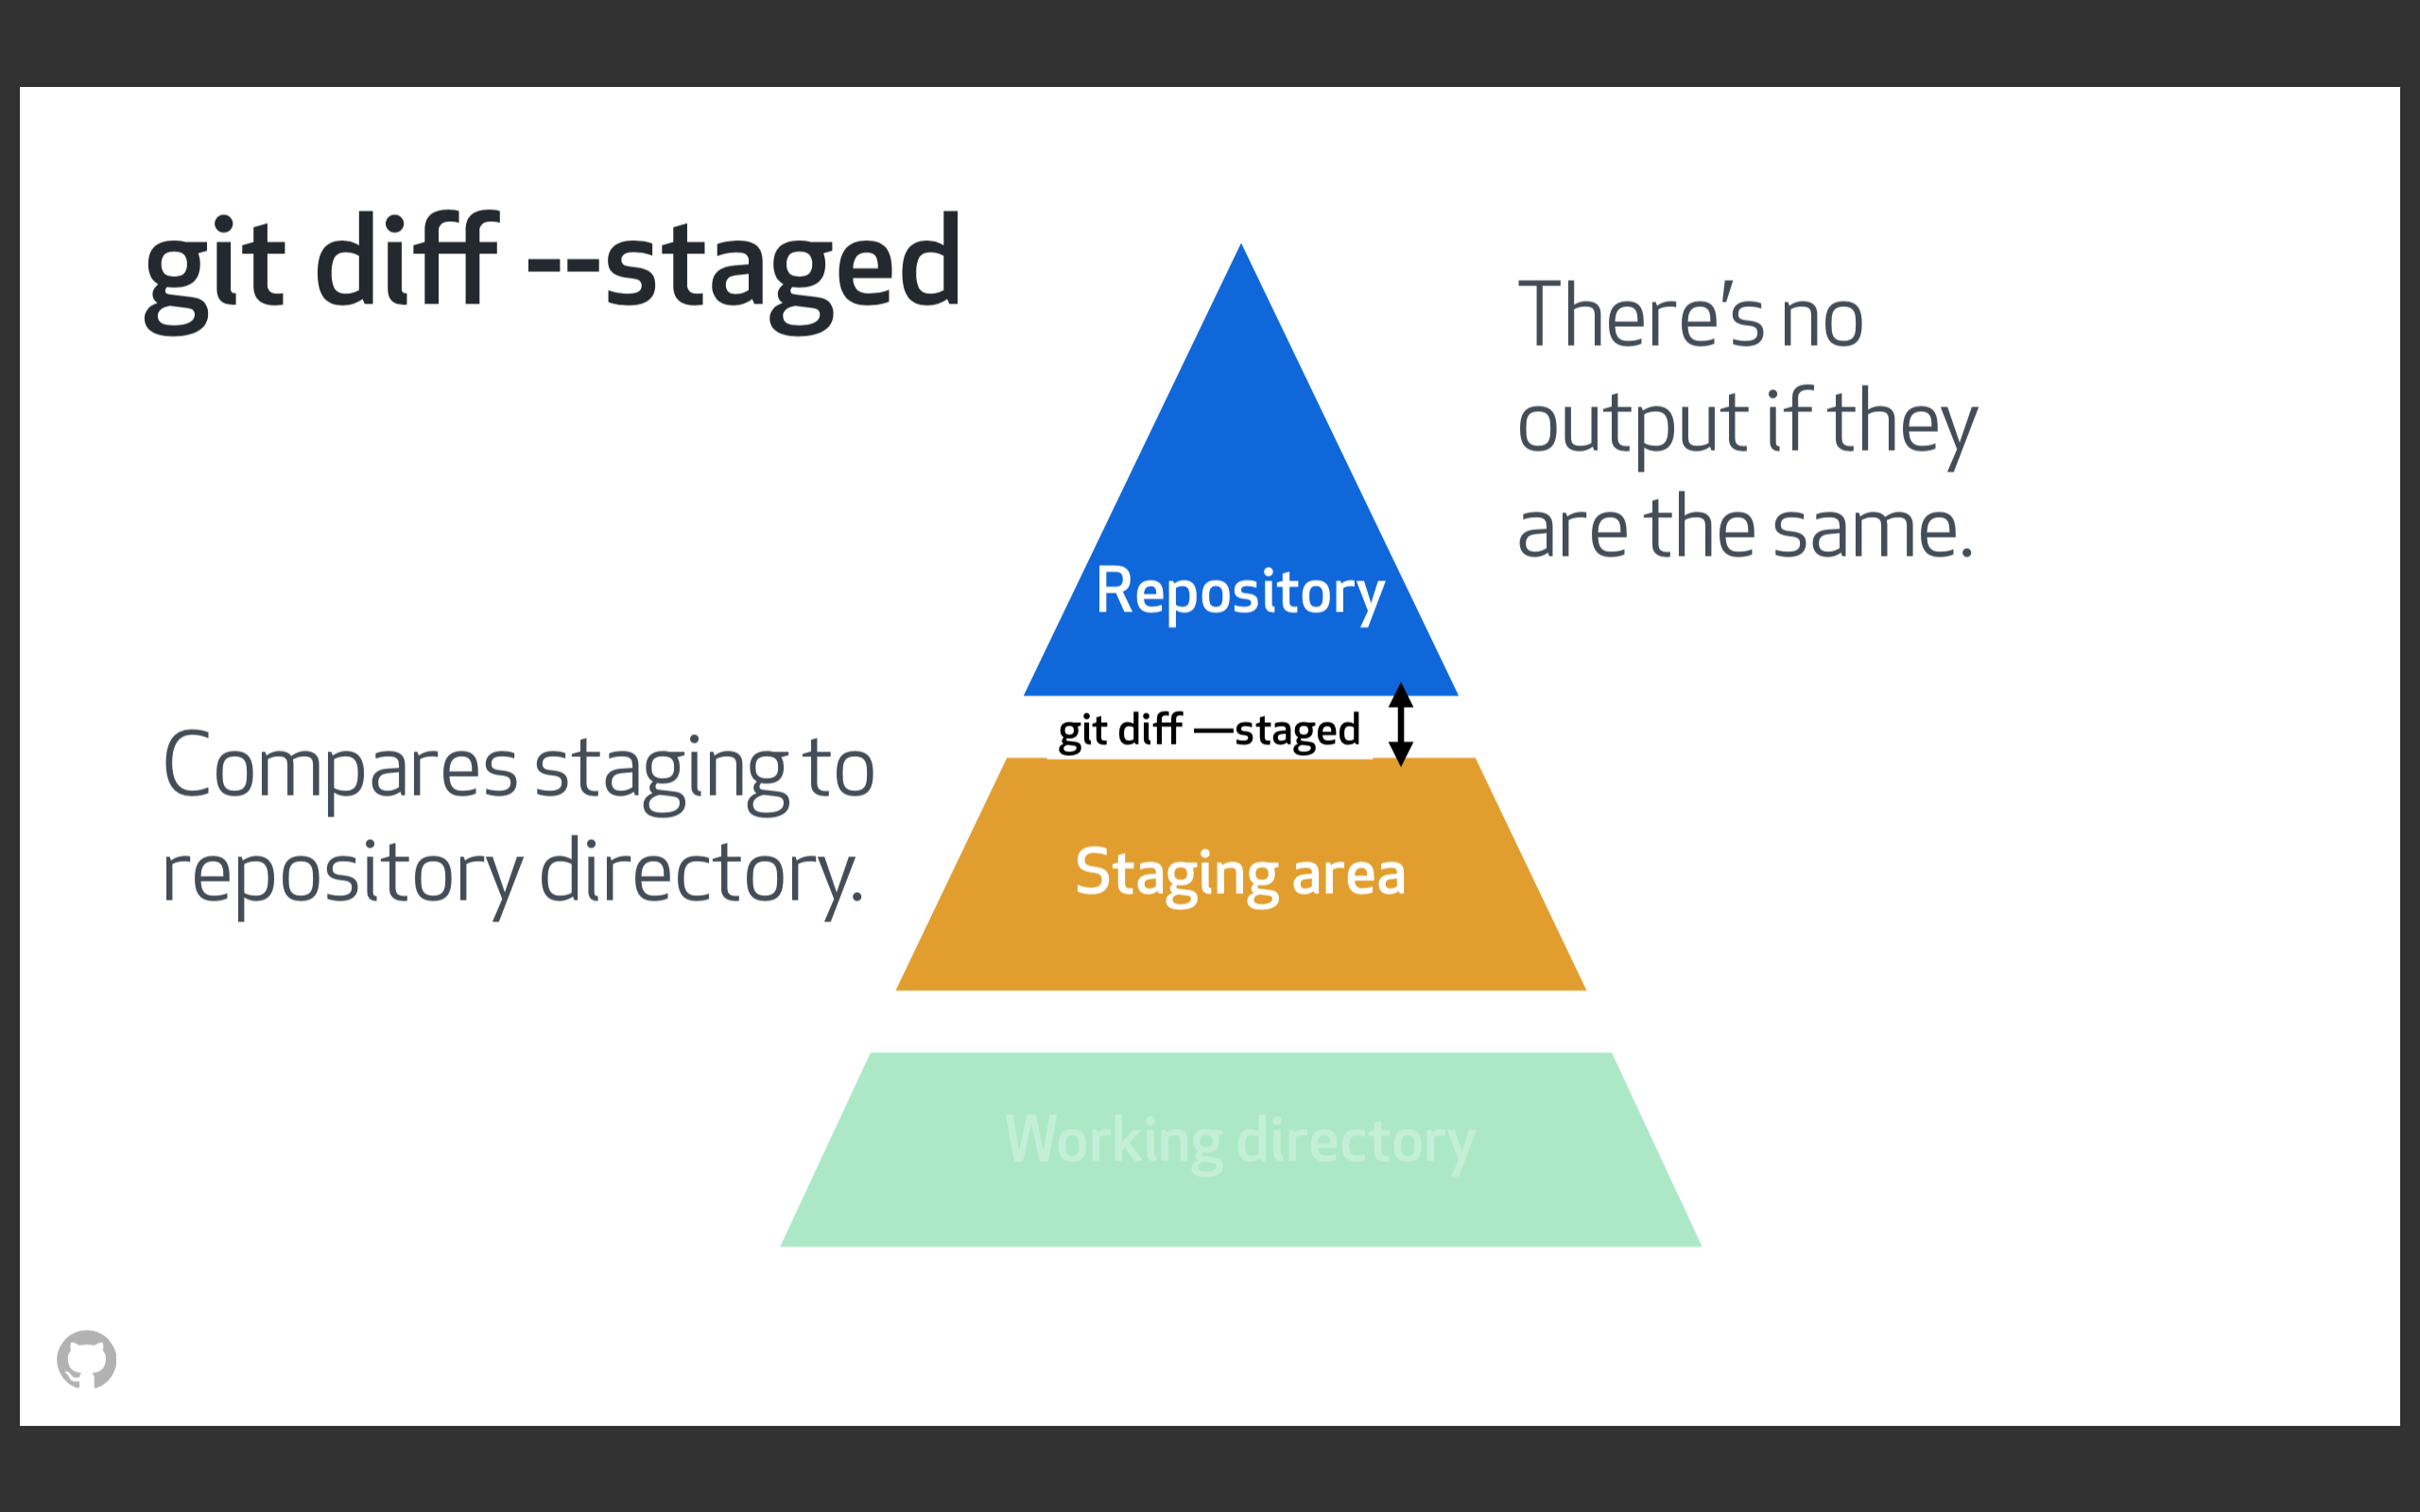 git diff --staged
There’s no
output if they
are the same.
Repository
git diff —–staged
Compares staging to
repository directory.
Staging area
Working directory